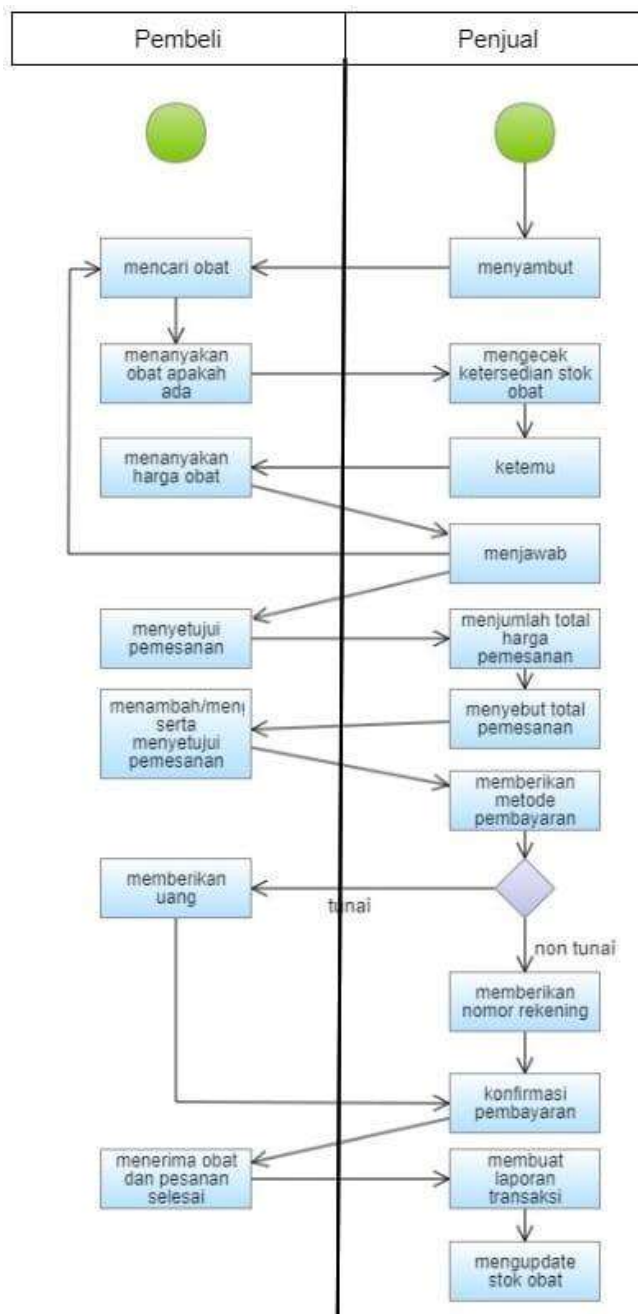 Pembeli
Penjual
mencari obat
menyambut
menanyakan
obat apakah
ada
mengecek
ketersedian stok
obat
menanyakan
harga obat
ketemu
menjawab
menyetujui
pemesanan
menjumlah total
harga
pemesanan
menambah/meng
serta
menyetujui
pemesanan
menyebut total
pemesanan
memberikan
metode
pembayaran
memberikan
uang
tunai
non tunai
memberikan
nomor rekening
konfirmasi
pembayaran
menerima obat
dan pesanan
selesai
membuat
laporan
transaksi
mengupdate
stok obat